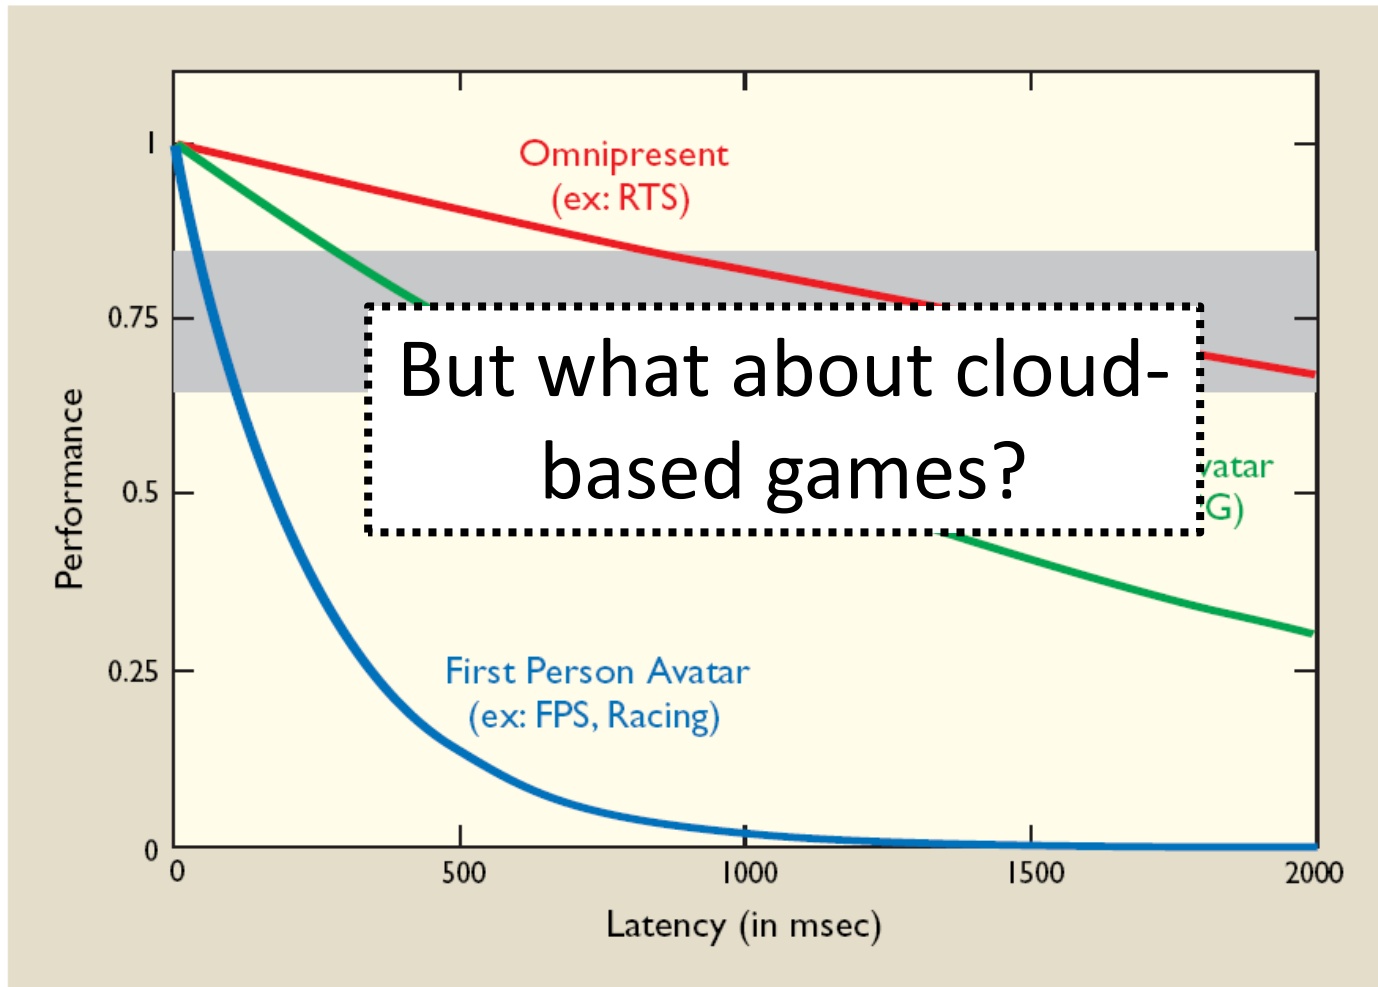 1
Omnipresent
(ex: RTS)
0.75
But what about cloud-
based games?
vatar
G)
0.5
Performance
0.25
First Person Avatar
(ex: FPS, Racing)
0
0
500
1000
1500
2000
Latency (in msec)